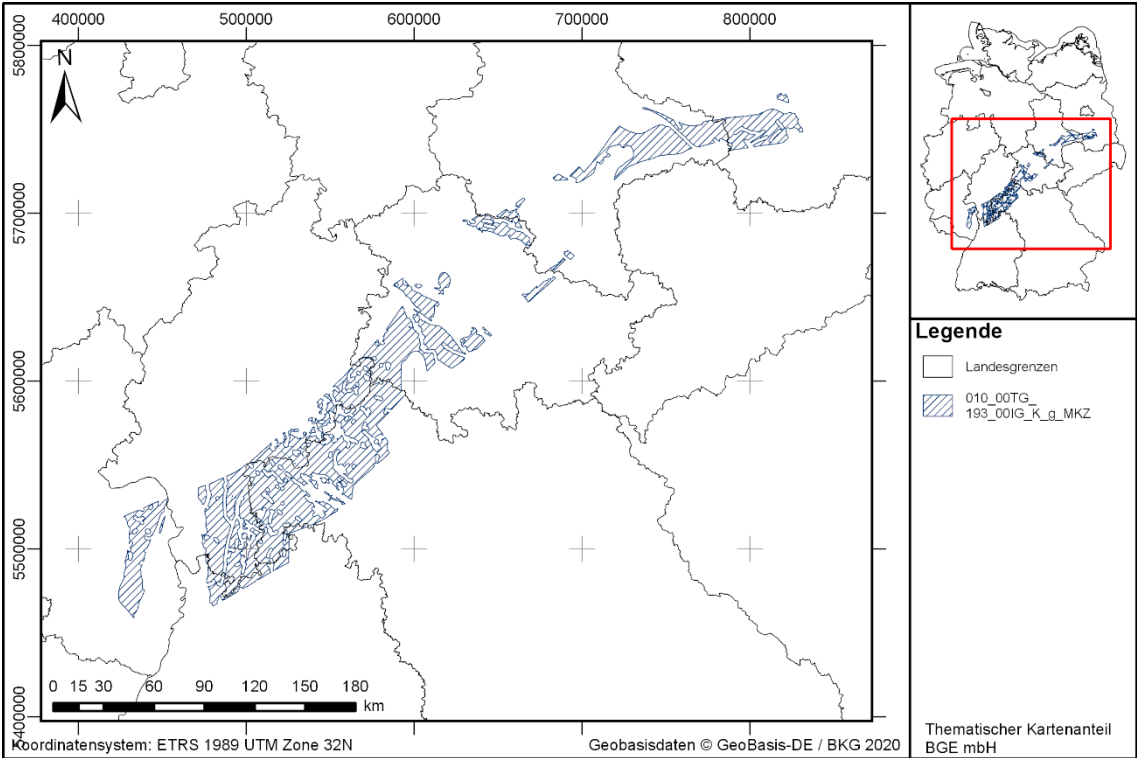 400000 500000 600000 700000 800000
5800000
5700000
5600000
5500000
5400000
N
0 15 30 60 90 120 150 180
km
Koordinatensystem: ETRS 1989 UTM Zone 32N
Geobasisdaten © GeoBasis-DE / BKG 2020
Legende
Landesgrenzen
010_00TG_
193_00IG_K_g_MKZ
Thematischer Kartenanteil
BGE mbH